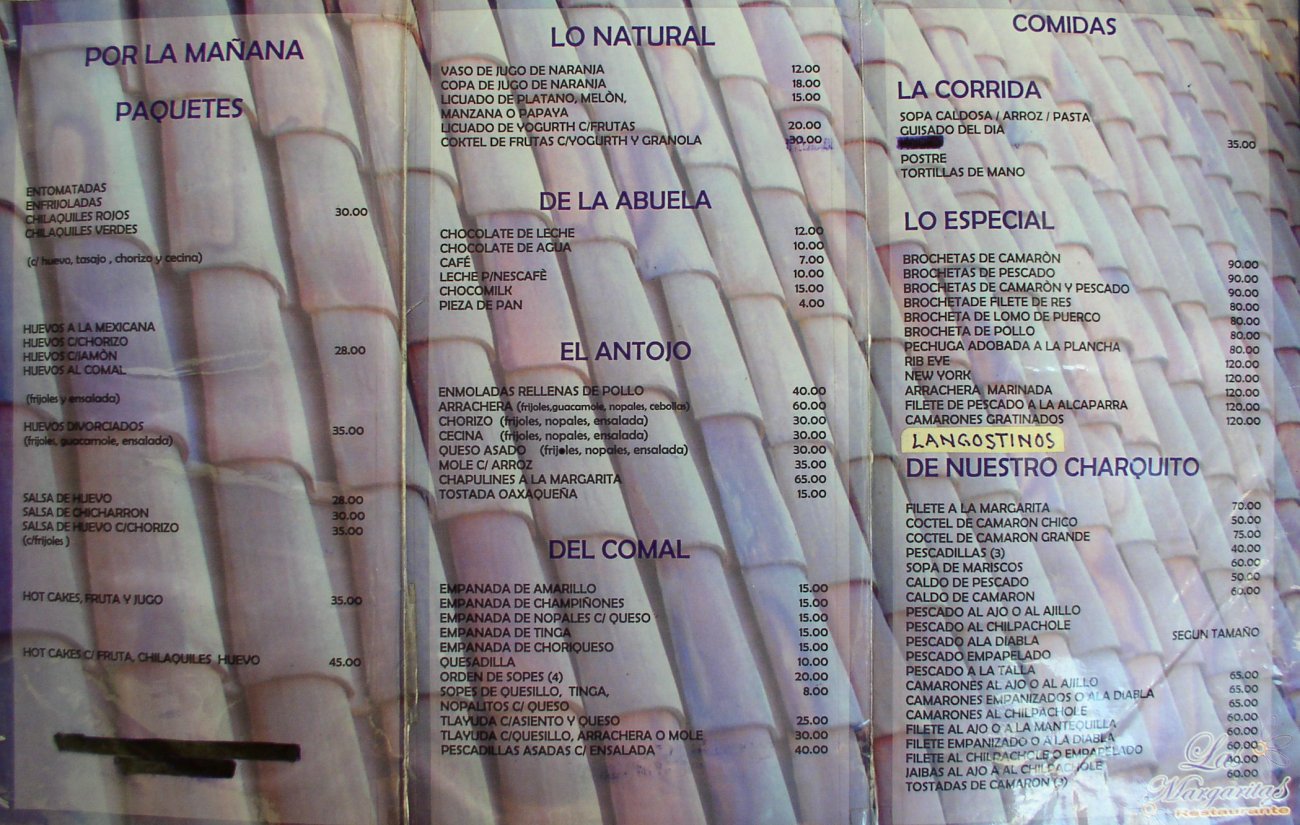 POR LA MAÑANA
PAQUETES
ENTOMATADAS
ENFRIJOLADAS
CHILAQUILES ROJOS 30.00
CHILAQUILES VERDES
(c/ huevo, tasajo , chorizo y cecina)
HUEVOS A LA MEXICANA
HUEVOS C/CHORIZO
HUEVOS C/JAMÒN 28.00
HUEVOS AL COMAL
(frijoles y ensalada)
HUEVOS DIVORCIADOS 35.00
(frijoles, guacamole, ensalada)
SALSA DE HUEVO 28.00
SALSA DE CHICHARRON 30.00
SALSA DE HUEVO C/CHORIZO 35.00
(c/frijoles )
HOT CAKES, FRUTA Y JUGO 35.00
HOT CAKES C/ FRUTA, CHILAQUILES HUEVO 45.00
LO NATURAL
VASO DE JUGO DE NARANJA 12.00
COPA DE JUGO DE NARANJA 18.00
LICUADO DE PLATANO, MELÒN, 15.00
MANZANA O PAPAYA
LICUADO DE YOGURTH C/FRUTAS 20.00
COKTEL DE FRUTAS C/YOGURTH Y GRANOLA 30,00
DE LA ABUELA
CHOCOLATE DE LECHE 12.00
CHOCOLATE DE AGUA 10.00
CAFÉ 7.00
LECHE P/NESCAFÈ 10.00
CHOCOMILK 15.00
PIEZA DE PAN 4.00
EL ANTOJO
ENMOLADAS RELLENAS DE POLLO 40.00
ARRACHERA (frijoles,guacamole, nopales, cebollas) 60.00
CHORIZO (frijoles, nopales, ensalada) 30.00
CECINA (frijoles, nopales, ensalada) 30.00
QUESO ASADO (frijoles, nopales, ensalada) 30.00
MOLE C/ ARROZ 35.00
CHAPULINES A LA MARGARITA 65.00
TOSTADA OAXAQUEÑA 15.00
DEL COMAL
EMPANADA DE AMARILLO 15.00
EMPANADA DE CHAMPIÑONES 15.00
EMPANADA DE NOPALES C/ QUESO 15.00
EMPANADA DE TINGA 15.00
EMPANADA DE CHORIQUESO 15.00
QUESADILLA 10.00
ORDEN DE SOPES (4) 20.00
SOPES DE QUESILLO, TINGA, 8.00
NOPALITOS C/ QUESO
TLAYUDA C/ASIENTO Y QUESO 25.00
TLAYUDA C/QUESILLO, ARRACHERA O MOLE 30.00
PESCADILLAS ASADAS C/ ENSALADA 40.00
COMIDAS
LA CORRIDA
SOPA CALDOSA / ARROZ / PASTA
GUISADO DEL DIA
35.00
POSTRE
TORTILLAS DE MANO
LO ESPECIAL
BROCHETAS DE CAMARÒN 90.00
BROCHETAS DE PESCADO 90.00
BROCHETAS DE CAMARÒN Y PESCADO 90.00
BROCHETADE FILETE DE RES 80.00
BROCHETA DE LOMO DE PUERCO 80.00
BROCHETA DE POLLO 80.00
PECHUGA ADOBADA A LA PLANCHA 80.00
RIB EYE 120.00
NEW YORK 120.00
ARRACHERA MARINADA 120.00
FILETE DE PESCADO A LA ALCAPARRA 120.00
CAMARONES GRATINADOS 120.00
LANGOSTINOS
DE NUESTRO CHARQUITO
FILETE A LA MARGARITA 70.00
COCTEL DE CAMARON CHICO 50.00
COCTEL DE CAMARON GRANDE 75.00
PESCADILLAS (3) 40.00
SOPA DE MARISCOS 60.00
CALDO DE PESCADO 50.00
CALDO DE CAMARON 60.00
PESCADO AL AJO O AL AJILLO
PESCADO AL CHILPACHOLE
PESCADO ALA DIABLA SEGUN TAMAÑO
PESCADO EMPAPELADO
PESCADO A LA TALLA
CAMARONES AL AJO O AL AJILLO 65.00
CAMARONES EMPANIZADOS O ALA DIABLA 65.00
CAMARONES AL CHILPACHOLE 65.00
FILETE AL AJO O A LA MANTEQUILLA 60.00
FILETE EMPANIZADO O A LA DIABLA 60.00
FILETE AL CHILPACHOLE O EMPAPELADO 60.00
JAIBAS AL AJO À AL CHILPACHOLE
TOSTADAS DE CAMARON (3) 60.00
Las
Margaritas
Restaurante